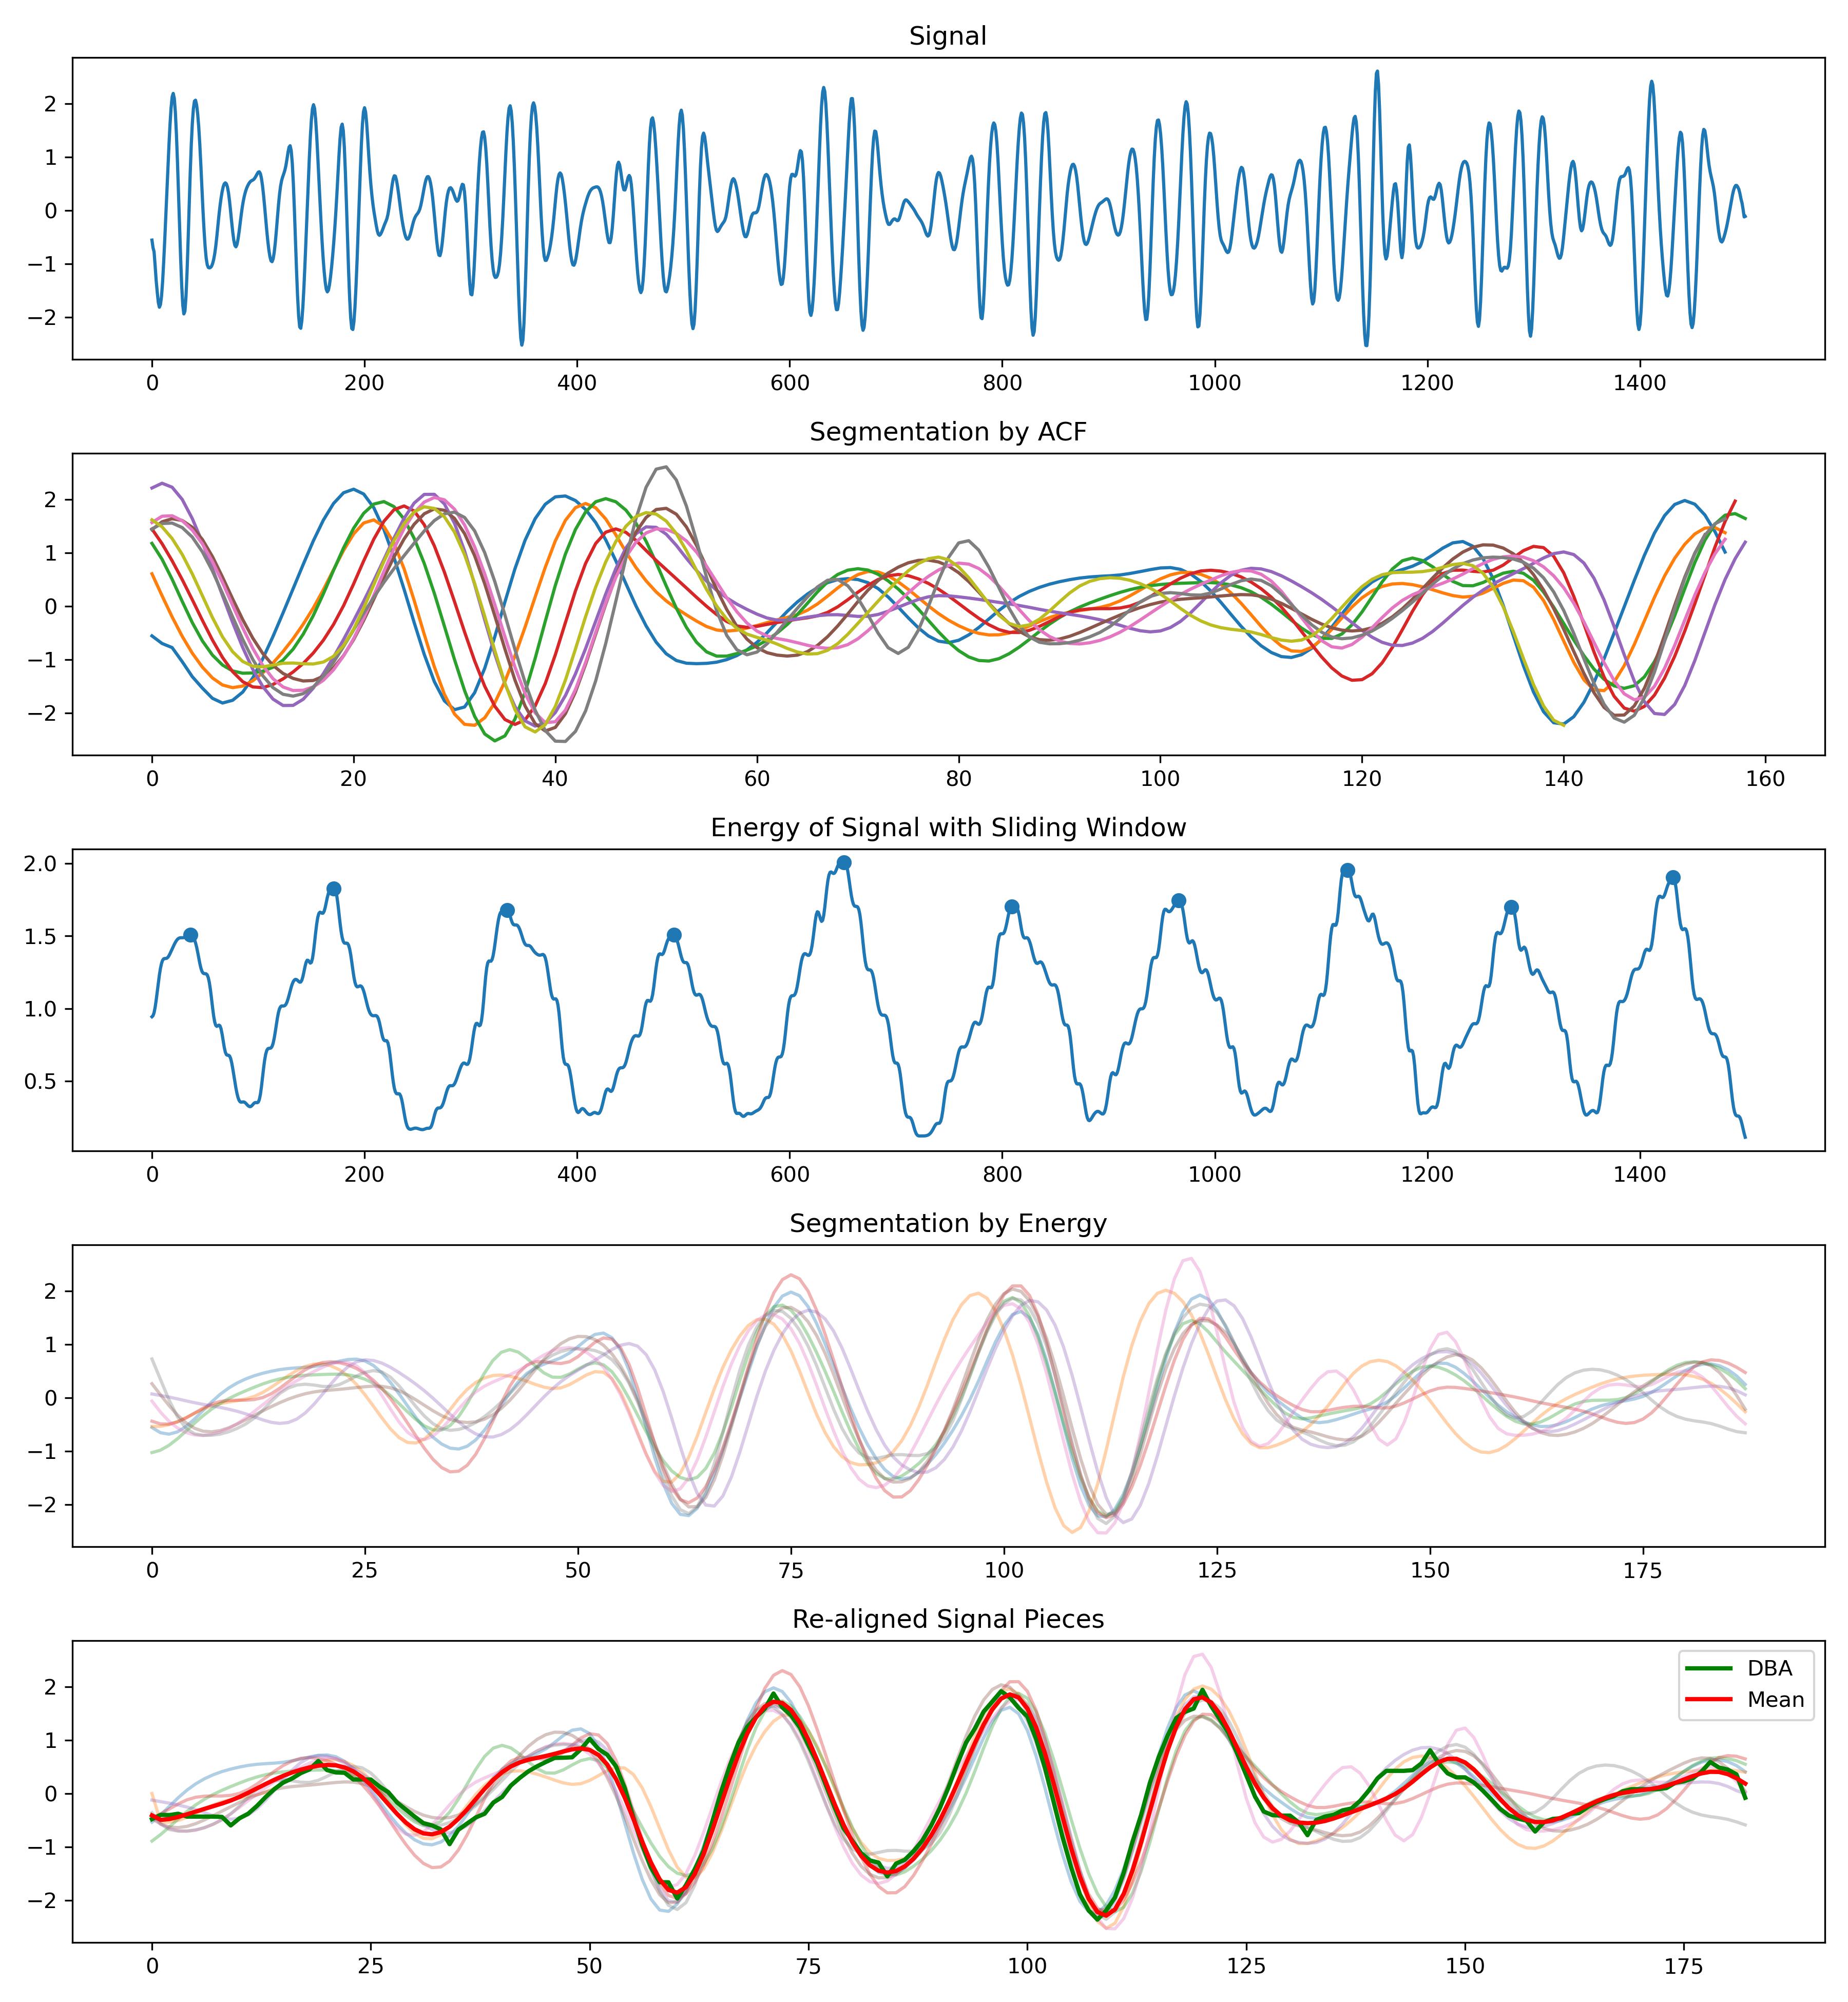 Signal
2
1
0
−1
−2
0 200 400 600 800 1000 1200 1400
Segmentation by ACF
2
1
0
−1
−2
0 20 40 60 80 100 120 140 160
Energy of Signal with Sliding Window
2.0
1.5
1.0
0.5
0 200 400 600 800 1000 1200 1400
Segmentation by Energy
2
1
0
−1
−2
0 25 50 75 100 125 150 175
Re-aligned Signal Pieces
DBA
Mean
2
1
0
−1
−2
0 25 50 75 100 125 150 175